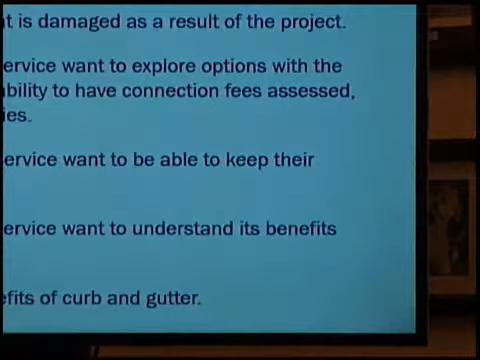 t is damaged as a result of the project.
ervice want to explore options with the
bility to have connection fees assessed,
ies.
ervice want to be able to keep their
ervice want to understand its benefits
efits of curb and gutter.